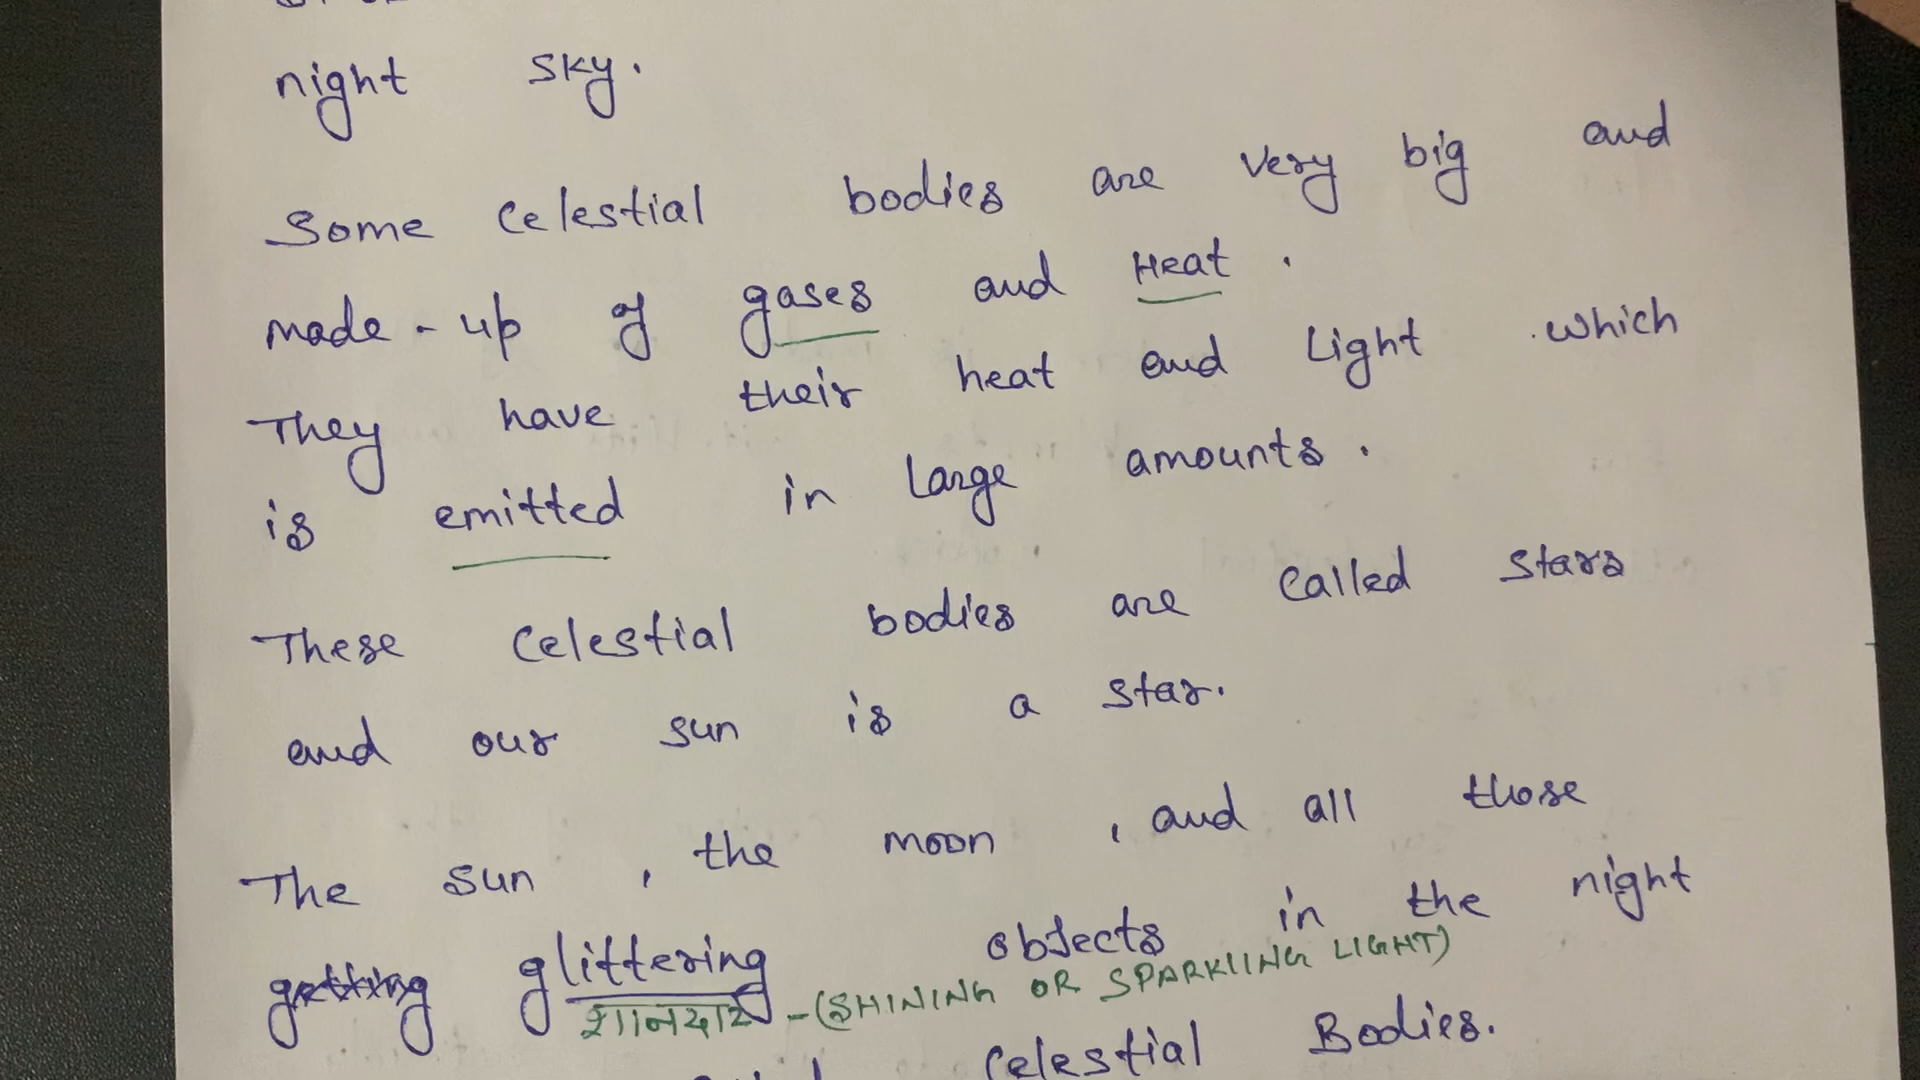 night sky.
Some celestial bodies are very big and
made-up of gases and Heat.
They have their heat and Light which
is emitted in large amounts.
These celestial bodies are called stars
and our sun is a star.
The sun, the moon, and all those
glittering objects in the night
शानदार - (SHINING OR SPARKLING LIGHT)
celestial Bodies.